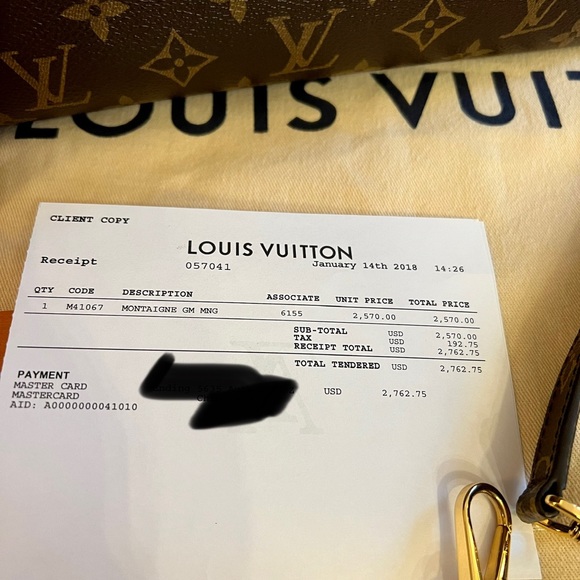 LOUIS VUI
CLIENT COPY
LOUIS VUITTON
Receipt 057041 January 14th 2018 14:26
QTY CODE DESCRIPTION ASSOCIATE UNIT PRICE TOTAL PRICE
1 M41067 MONTAIGNE GM MNG 6155 2,570.00 2,570.00
SUB-TOTAL USD 2,570.00
TAX USD 192.75
RECEIPT TOTAL USD 2,762.75
TOTAL TENDERED USD 2,762.75
PAYMENT
MASTER CARD USD 2,762.75
MASTERCARD
AID: A0000000041010